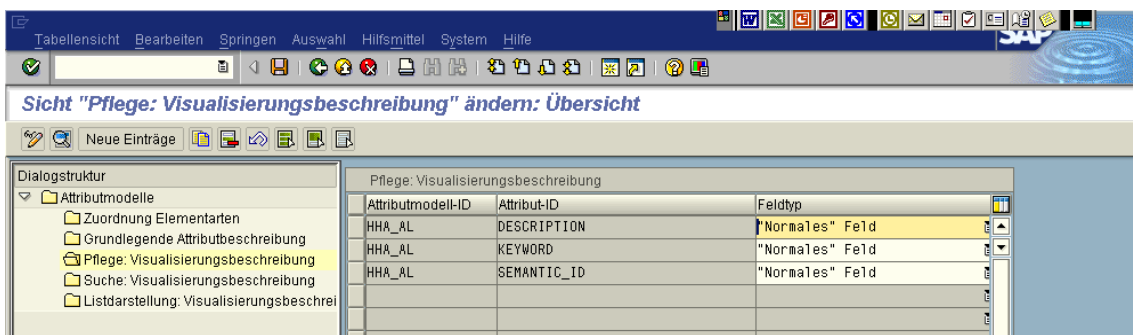 Tabellensicht Bearbeiten Springen Auswahl Hilfsmittel System Hilfe
SAP
Sicht "Pflege: Visualisierungsbeschreibung" ändern: Übersicht
Neue Einträge
Dialogstruktur
Attributmodelle
Zuordnung Elementarten
Grundlegende Attributbeschreibung
Pflege: Visualisierungsbeschreibung
Suche: Visualisierungsbeschreibung
Listdarstellung: Visualisierungsbeschrei
Pflege: Visualisierungsbeschreibung
Attributmodell-ID Attribut-ID Feldtyp
HHA_AL DESCRIPTION "Normales" Feld
HHA_AL KEYWORD "Normales" Feld
HHA_AL SEMANTIC_ID "Normales" Feld